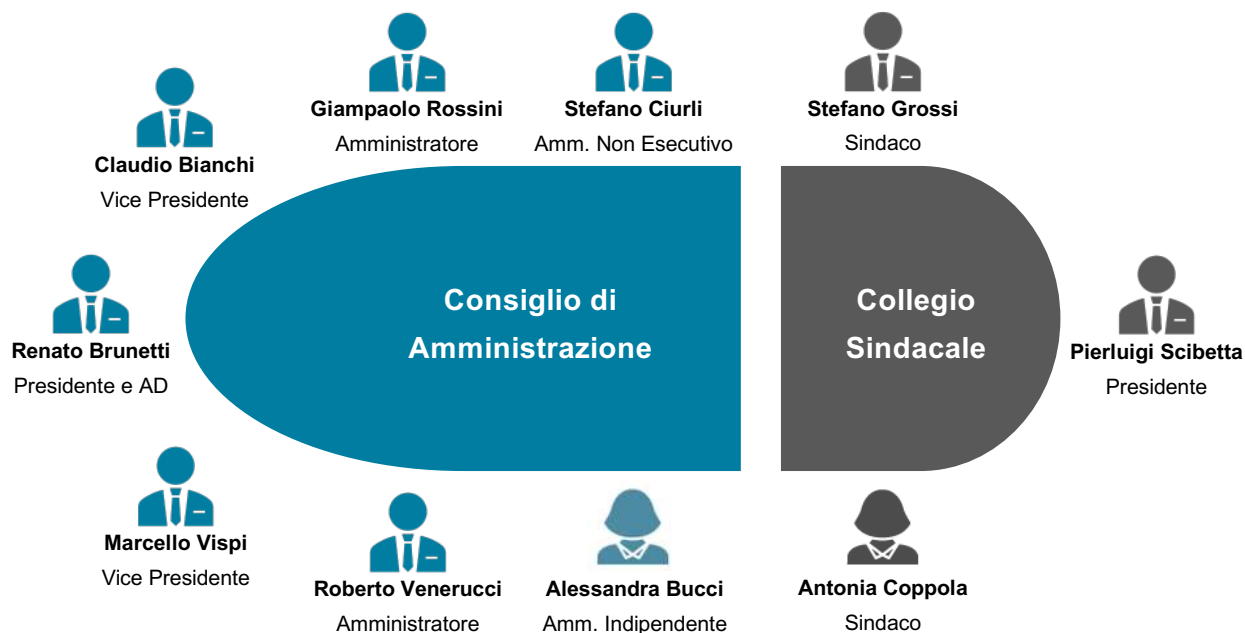 Giampaolo Rossini
Amministratore
Stefano Ciurli
Amm. Non Esecutivo
Stefano Grossi
Sindaco
Claudio Bianchi
Vice Presidente
Consiglio di
Amministrazione
Collegio
Sindacale
Renato Brunetti
Presidente e AD
Pierluigi Scibetta
Presidente
Marcello Vispi
Vice Presidente
Roberto Venerucci
Amministratore
Alessandra Bucci
Amm. Indipendente
Antonia Coppola
Sindaco